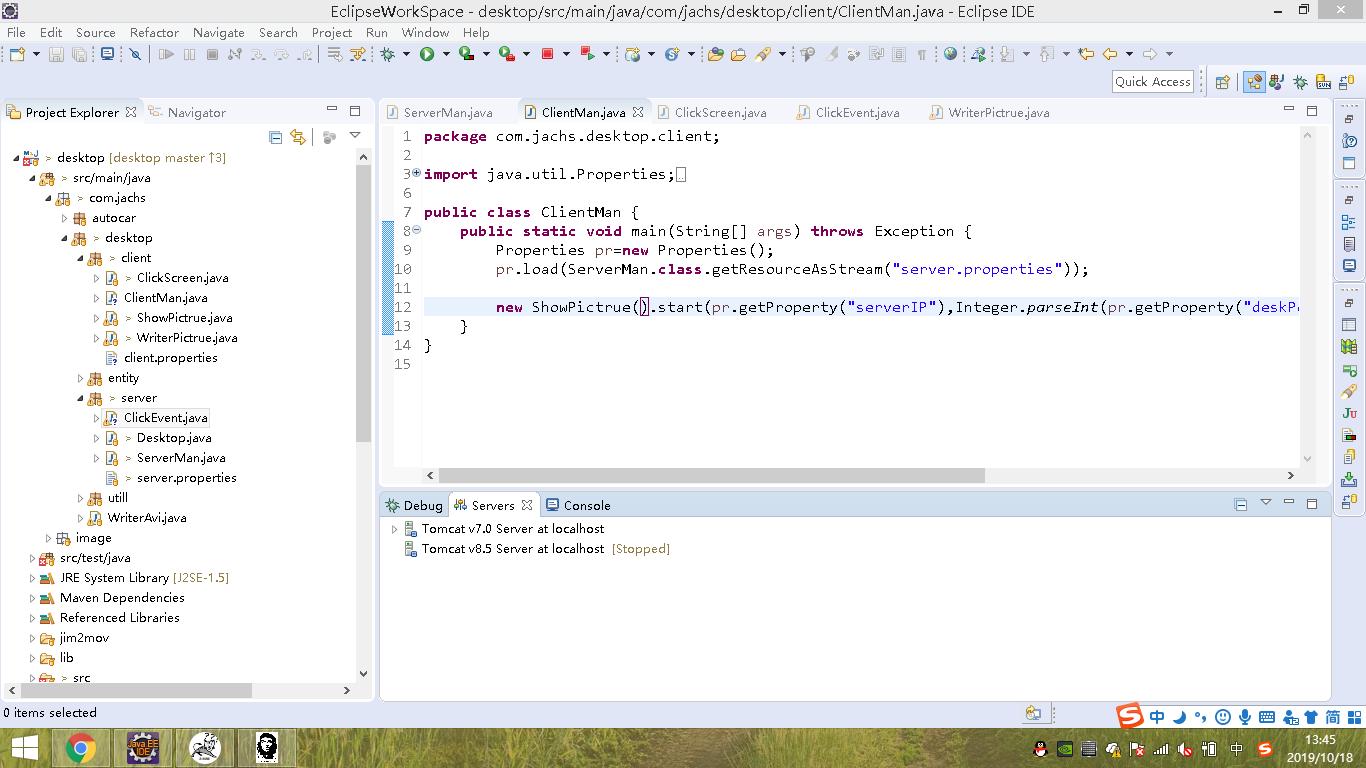 EclipseWorkSpace - desktop/src/main/java/com/jachs/desktop/client/ClientMan.java - Eclipse IDE
File Edit Source Refactor Navigate Search Project Run Window Help
Quick Access
Project Explorer Navigator
> desktop [desktop master ↑3]
> src/main/java
> com.jachs
autocar
> desktop
> client
> ClickScreen.java
> ClientMan.java
> ShowPictrue.java
> WriterPictrue.java
client.properties
entity
> server
ClickEvent.java
> Desktop.java
> ServerMan.java
> server.properties
utill
WriterAvi.java
image
src/test/java
JRE System Library [J2SE-1.5]
Maven Dependencies
Referenced Libraries
jim2mov
lib
> src
0 items selected
ServerMan.java ClientMan.java ClickScreen.java ClickEvent.java WriterPictrue.java
1 package com.jachs.desktop.client;
2
3 import java.util.Properties;
6
7 public class ClientMan {
8 public static void main(String[] args) throws Exception {
9 Properties pr=new Properties();
10 pr.load(ServerMan.class.getResourceAsStream("server.properties"));
11
12 new ShowPictrue().start(pr.getProperty("serverIP"),Integer.parseInt(pr.getProperty("deskPo
13 }
14 }
15
Debug Servers Console
Tomcat v7.0 Server at localhost
Tomcat v8.5 Server at localhost [Stopped]
Ju
S 中 简
Java EE
IDE
中 S
13:45
2019/10/18